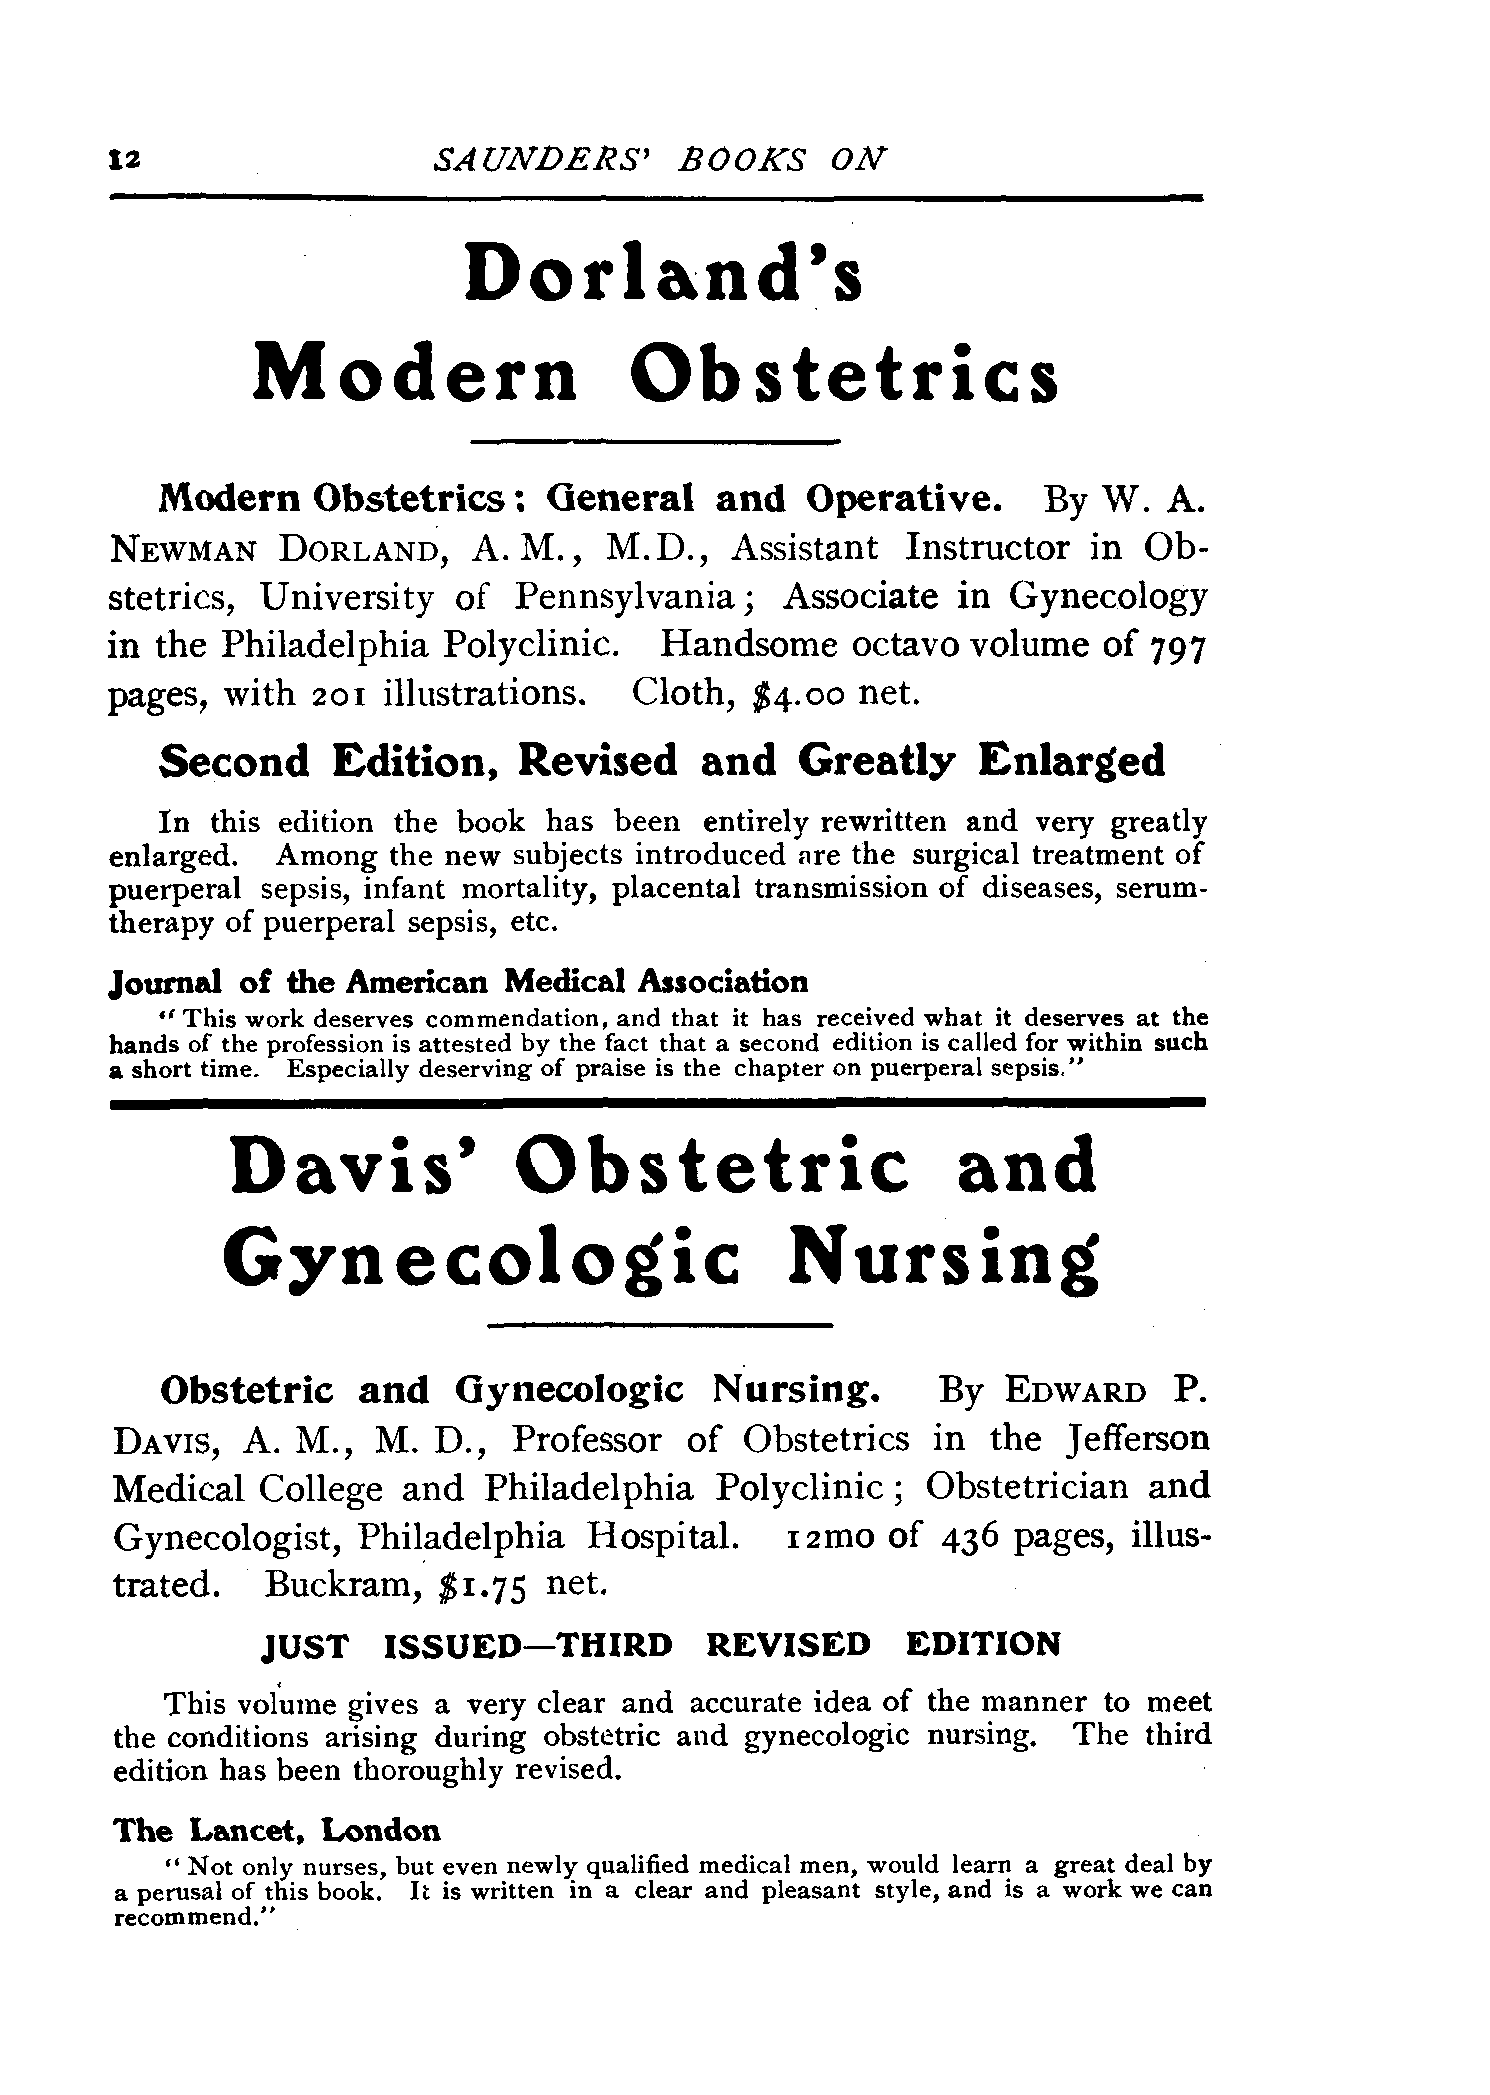 12 SAUNDERS' BOOKS ON
Dorland's
Modern Obstetrics
Modern Obstetrics: General and Operative. By W. A.
NEWMAN DORLAND, A. M., M.D., Assistant Instructor in Ob-
stetrics, University of Pennsylvania; Associate in Gynecology
in the Philadelphia Polyclinic. Handsome octavo volume of 797
pages, with 201 illustrations. Cloth, $4.00 net.
Second Edition, Revised and Greatly Enlarged
In this edition the book has been entirely rewritten and very greatly
enlarged. Among the new subjects introduced are the surgical treatment of
puerperal sepsis, infant mortality, placental transmission of diseases, serum-
therapy of puerperal sepsis, etc.
Journal of the American Medical Association
"This work deserves commendation, and that it has received what it deserves at the
hands of the profession is attested by the fact that a second edition is called for within such
a short time. Especially deserving of praise is the chapter on puerperal sepsis."
Davis' Obstetric and
Gynecologic Nursing
Obstetric and Gynecologic Nursing. By EDWARD P.
DAVIS, A. M., M. D., Professor of Obstetrics in the Jefferson
Medical College and Philadelphia Polyclinic; Obstetrician and
Gynecologist, Philadelphia Hospital. 12mo of 436 pages, illus-
trated. Buckram, $1.75 net.
JUST ISSUED—THIRD REVISED EDITION
This volume gives a very clear and accurate idea of the manner to meet
the conditions arising during obstetric and gynecologic nursing. The third
edition has been thoroughly revised.
The Lancet, London
"Not only nurses, but even newly qualified medical men, would learn a great deal by
a perusal of this book. It is written in a clear and pleasant style, and is a work we can
recommend."